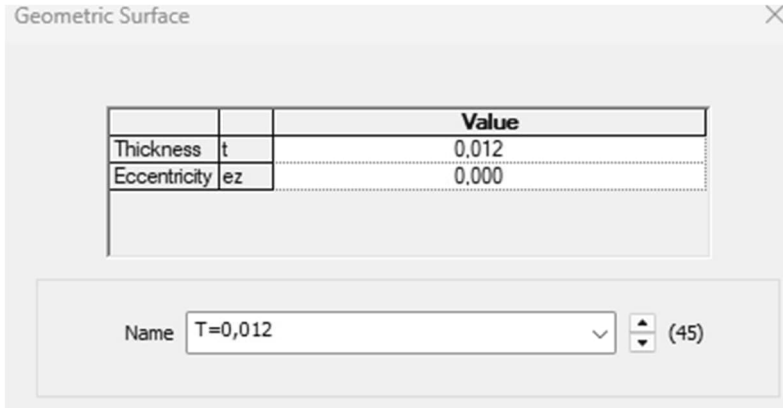 Geometric Surface
Value
Thickness t 0,012
Eccentricity ez 0,000
Name T=0,012 (45)